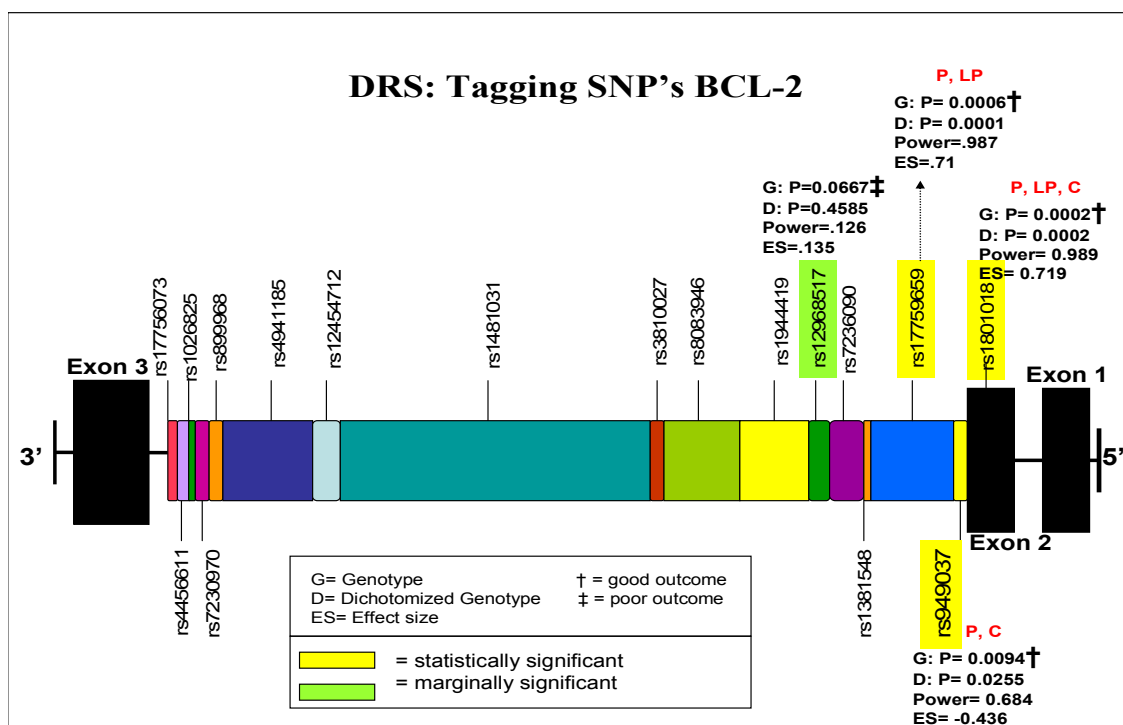 DRS: Tagging SNP's BCL-2
P, LP
G: P= 0.0006†
D: P= 0.0001
Power=.987
ES=.71
G: P=0.0667‡
D: P=0.4585
Power=.126
ES=.135
P, LP, C
G: P= 0.0002†
D: P= 0.0002
Power= 0.989
ES= 0.719
rs17756073
rs1026825
rs899968
rs4941185
rs12454712
rs1481031
rs3810027
rs8083946
rs1944419
rs12968517
rs7236090
rs17759659
rs1801018
Exon 3
Exon 1
3’
5’
Exon 2
rs4456611
rs7230970
rs1381548
rs949037
G= Genotype
† = good outcome
D= Dichotomized Genotype
‡ = poor outcome
ES= Effect size
= statistically significant
= marginally significant
P, C
G: P= 0.0094†
D: P= 0.0255
Power= 0.684
ES= -0.436